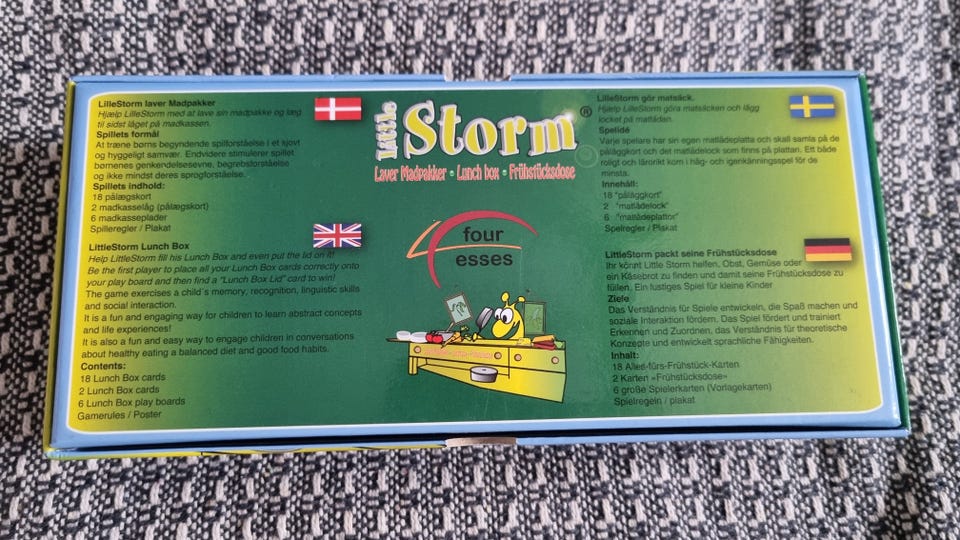 LilleStorm laver Madpakker
Hjælp LilleStorm med at lave sin madpakke og læg
til sidst låget på madkassen.
Spillets formål
At træne børns begyndende spilforståelse i et sjovt
og hyggeligt samvær. Endvidere stimulerer spillet
børnenes genkendelsesevne, begrebsforståelse
og ikke mindst deres sprogforståelse.
Spillets indhold:
18 pålægskort
2 madkasselåg (pålægskort)
6 madkasseplader
Spilleregler / Plakat
LittleStorm Lunch Box
Help LittleStorm fill his Lunch Box and even put the lid on it!
Be the first player to place all your Lunch Box cards correctly onto
your play board and then find a "Lunch Box Lid" card to win!
The game exercises a child´s memory, recognition, linguistic skills
and social interaction.
It is a fun and engaging way for children to learn abstract concepts
and life experiences!
It is also a fun and easy way to engage children in conversations
about healthy eating a balanced diet and good food habits.
Contents:
18 Lunch Box cards
2 Lunch Box cards
6 Lunch Box play boards
Gamerules / Poster
Little Storm®
Laver Madpakker • Lunch box • Frühstücksdose
four
esses
LilleStorm gör matsäck.
Hjälp LilleStorm göra matsäcken och lägg
locket på matlådan.
Spelidé
Varje spelare har sin egen matlådeplatta och skall samla på de
påläggkort och det matlådelock som finns på plattan. Ett både
roligt och lärorikt kom i håg- och igenkänningsspel för de
minsta.
Innehåll:
18 "påläggkort"
2 "matlådelock"
6 "matlådeplattor"
Spelregler / Plakat
LittleStorm packt seine Frühstücksdose
Ihr könnt Little Storm helfen, Obst, Gemüse oder
ein Käsebrot zu finden und damit seine Frühstücksdose zu
füllen. Ein lustiges Spiel für kleine Kinder
Ziele
Das Verständnis für Spiele entwickeln, die Spaß machen und
soziale Interaktion fördern. Das Spiel fördert und trainiert
Erkennen und Zuordnen, das Verständnis für theoretische
Konzepte und entwickelt sprachliche Fähigkeiten.
Inhalt:
18 Alles-fürs-Frühstück-Karten
2 Karten »Frühstücksdose«
6 große Spielerkarten (Vorlagekarten)
Spielregeln / plakat